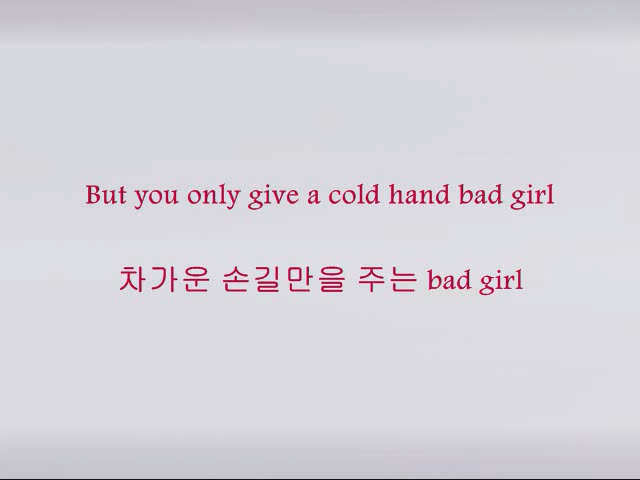 But you only give a cold hand bad girl
차가운 손길만을 주는 bad girl